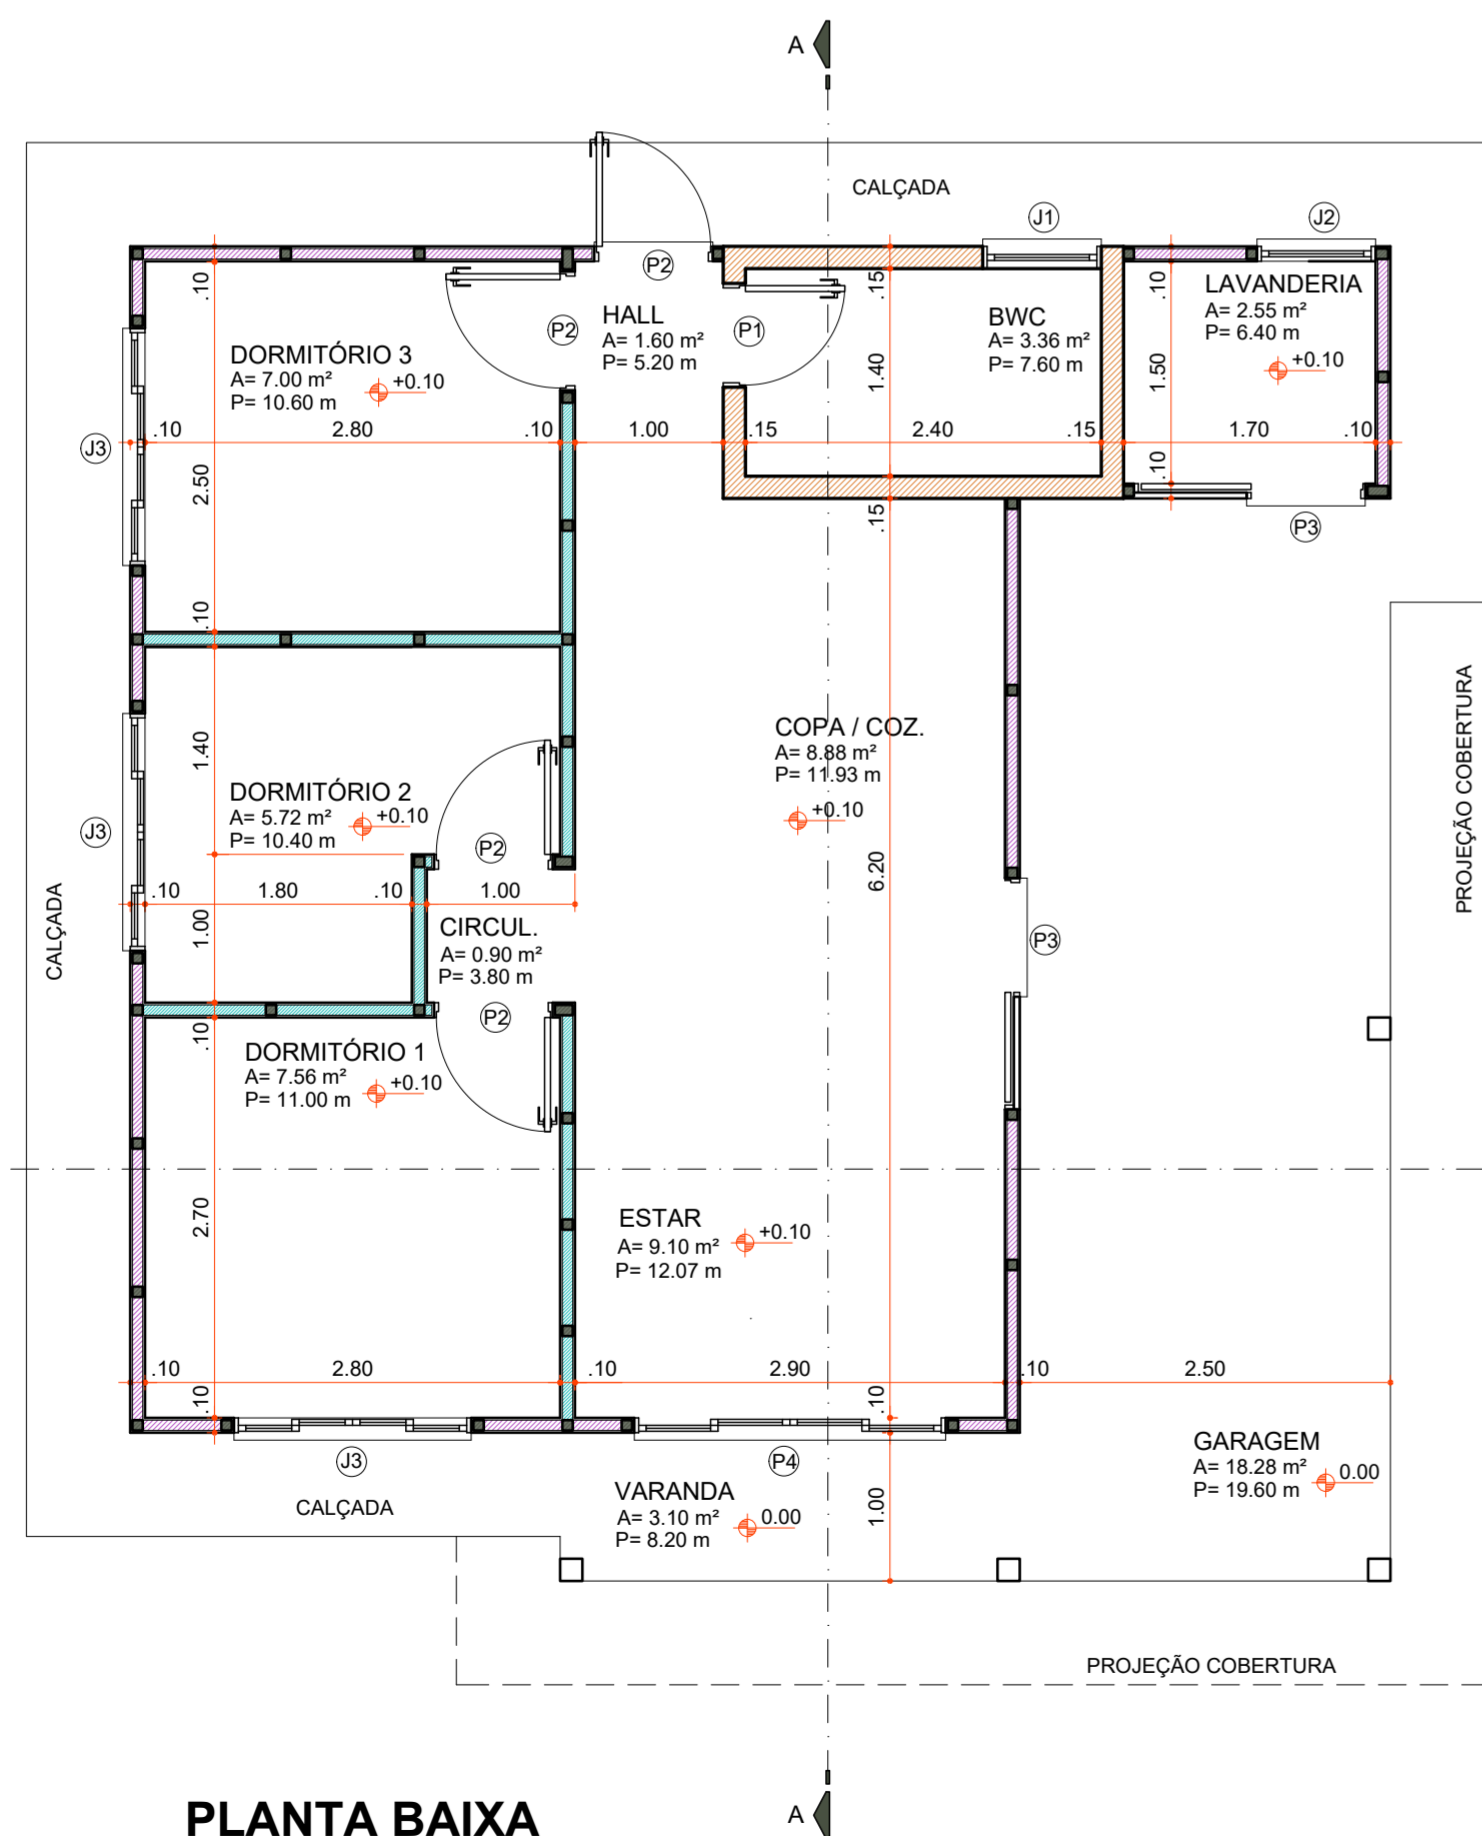 A
CALÇADA
J1
J2
P2
.10
.15
.10
LAVANDERIA
A= 2.55 m²
P= 6.40 m
+0.10
HALL
A= 1.60 m²
P= 5.20 m
P2
P1
BWC
A= 3.36 m²
P= 7.60 m
DORMITÓRIO 3
A= 7.00 m²
P= 10.60 m
+0.10
1.40
1.50
J3
.10
2.80
.10
1.00
.15
2.40
.15
1.70
.10
2.50
.10
.15
P3
.10
PROJEÇÃO COBERTURA
1.40
COPA / COZ.
A= 8.88 m²
P= 11.93 m
+0.10
DORMITÓRIO 2
A= 5.72 m²
P= 10.40 m
+0.10
J3
P2
6.20
.10
1.80
.10
1.00
CALÇADA
1.00
CIRCUL.
A= 0.90 m²
P= 3.80 m
P3
P2
.10
DORMITÓRIO 1
A= 7.56 m²
P= 11.00 m
+0.10
2.70
ESTAR
A= 9.10 m²
P= 12.07 m
+0.10
.10
2.80
.10
2.90
.10
2.50
.10
.10
J3
P4
GARAGEM
A= 18.28 m²
P= 19.60 m
0.00
CALÇADA
VARANDA
A= 3.10 m²
P= 8.20 m
0.00
1.00
PROJEÇÃO COBERTURA
A
PLANTA BAIXA